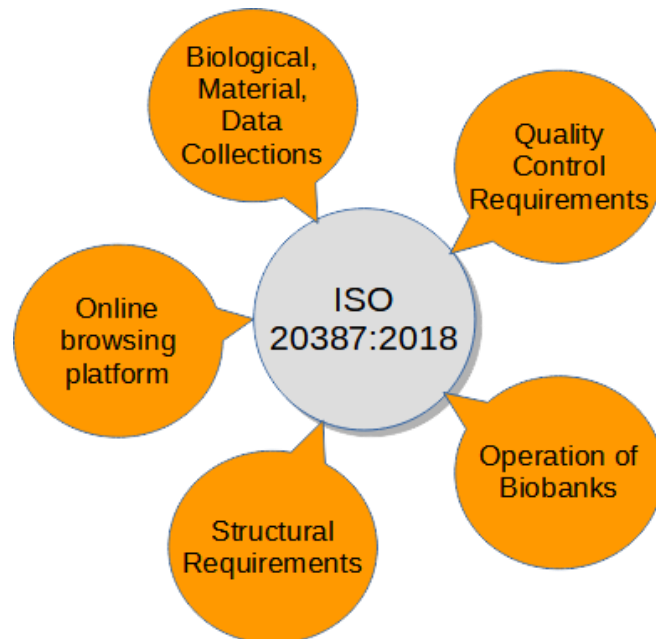 Biological,
Material,
Data
Collections
Quality
Control
Requirements
ISO
20387:2018
Online
browsing
platform
Operation of
Biobanks
Structural
Requirements